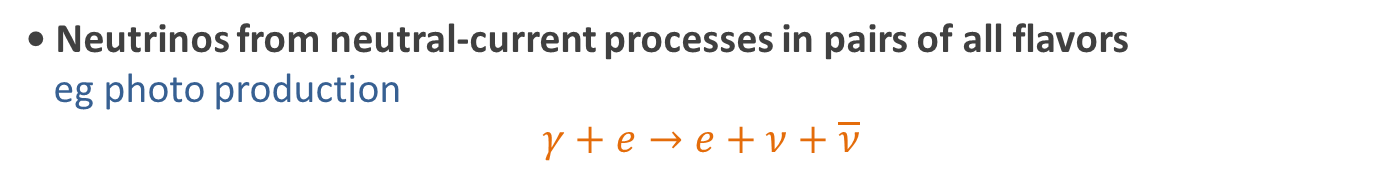 • Neutrinos from neutral-current processes in pairs of all flavors
eg photo production
γ + e → e + ν + ν̅